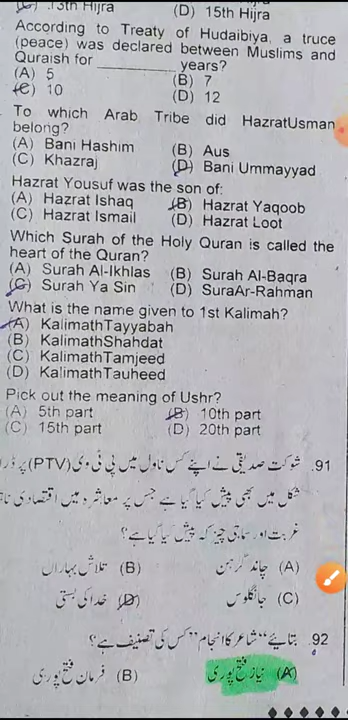 (C) 13th Hijra (D) 15th Hijra
According to Treaty of Hudaibiya, a truce
(peace) was declared between Muslims and
Quraish for __________ years?
(A) 5 (B) 7
(C) 10 (D) 12
To which Arab Tribe did HazratUsman
belong?
(A) Bani Hashim (B) Aus
(C) Khazraj (D) Bani Ummayyad
Hazrat Yousuf was the son of:
(A) Hazrat Ishaq (B) Hazrat Yaqoob
(C) Hazrat Ismail (D) Hazrat Loot
Which Surah of the Holy Quran is called the
heart of the Quran?
(A) Surah Al-Ikhlas (B) Surah Al-Baqra
(C) Surah Ya Sin (D) SuraAr-Rahman
What is the name given to 1st Kalimah?
(A) KalimathTayyabah
(B) KalimathShahdat
(C) KalimathTamjeed
(D) KalimathTauheed
Pick out the meaning of Ushr?
(A) 5th part (B) 10th part
(C) 15th part (D) 20th part
91. شوکت صدیقی نے اپنے کس ناول میں پی ٹی وی (PTV) پر
شکل میں بھی پیش کیا گیا ہے جس پر معاشرہ میں اقتصادی
غربت اور سماجی چیز کہ پیش کیا گیا ہے؟
(A) چاند گرہن (B) تلاش بہاراں
(C) جانگلوس (D) خدا کی بستی
92. بتایئے "شاعر کا انجام" کس کی تصنیف ہے؟
(A) نیاز فتح پوری (B) فرمان فتح پوری